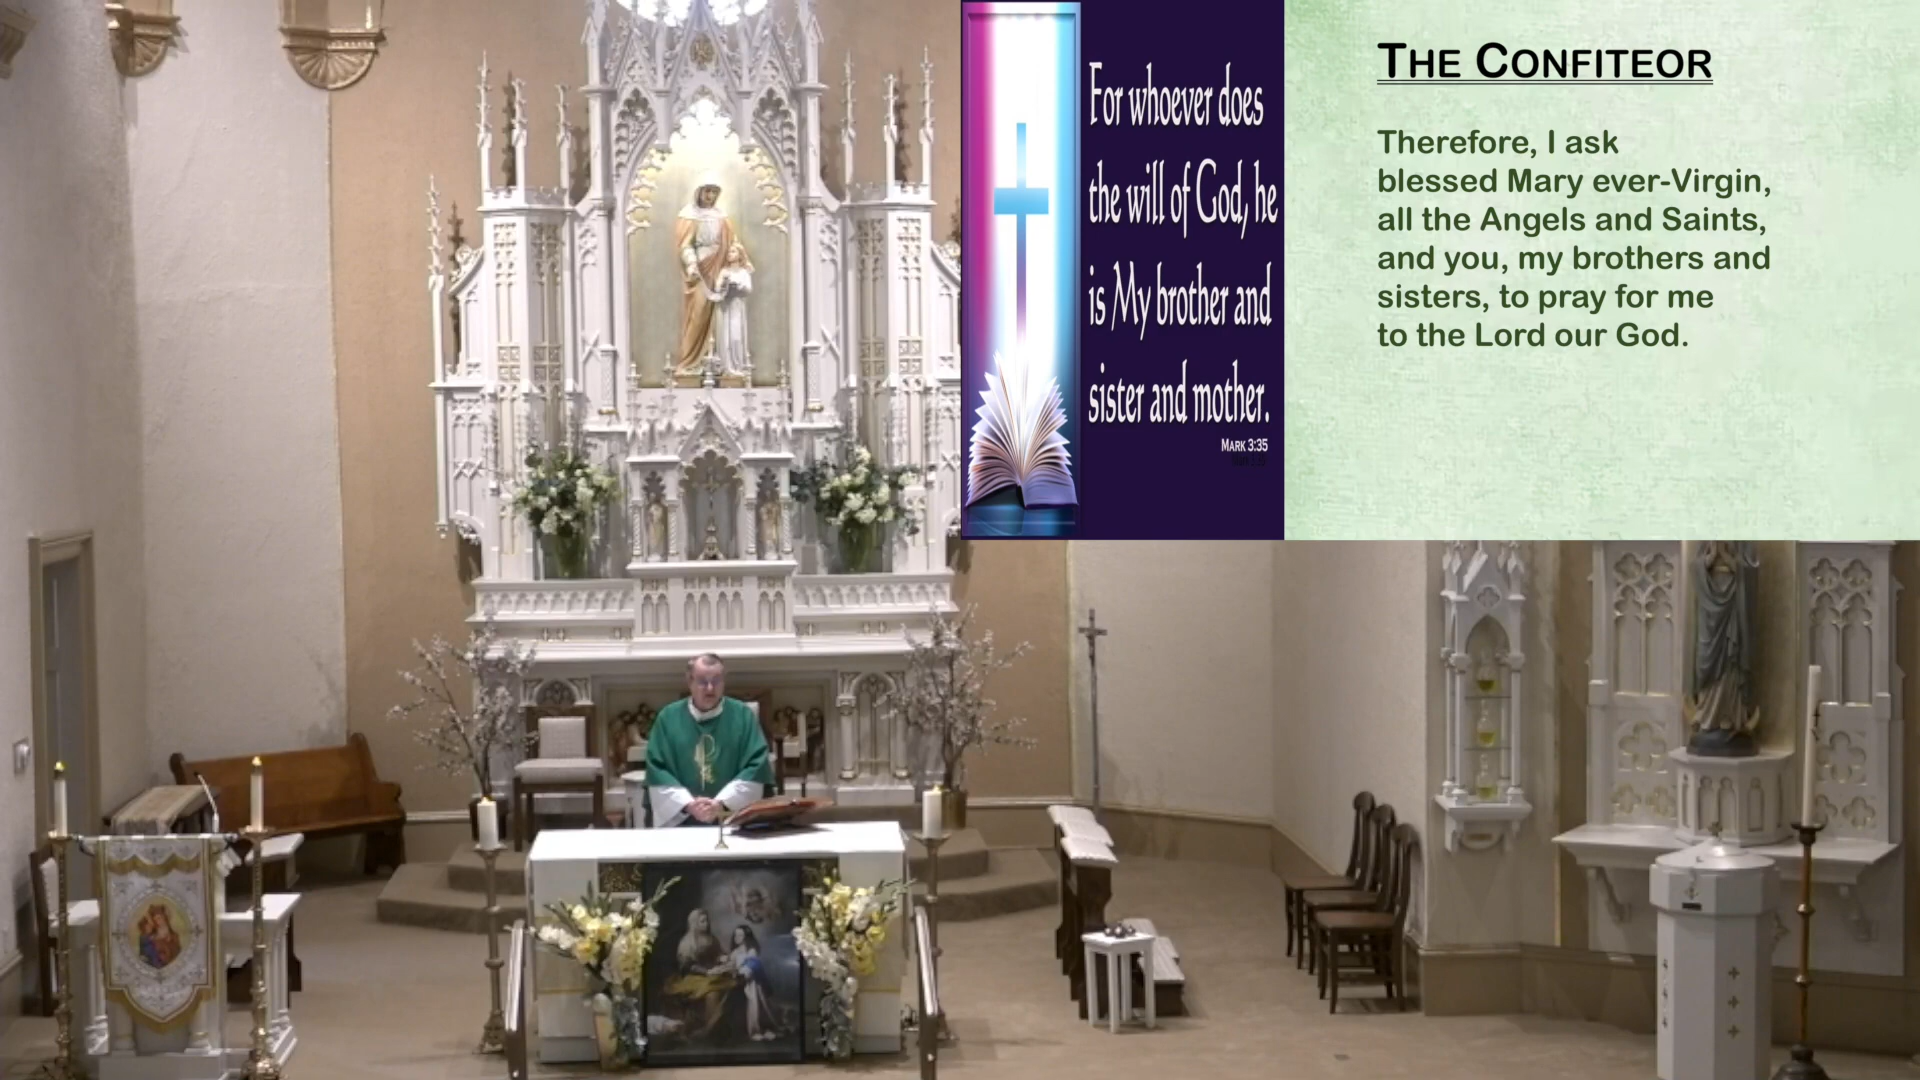 For whoever does
the will of God, he
is My brother and
sister and mother.
MARK 3:35
THE CONFITEOR
Therefore, I ask
blessed Mary ever-Virgin,
all the Angels and Saints,
and you, my brothers and
sisters, to pray for me
to the Lord our God.